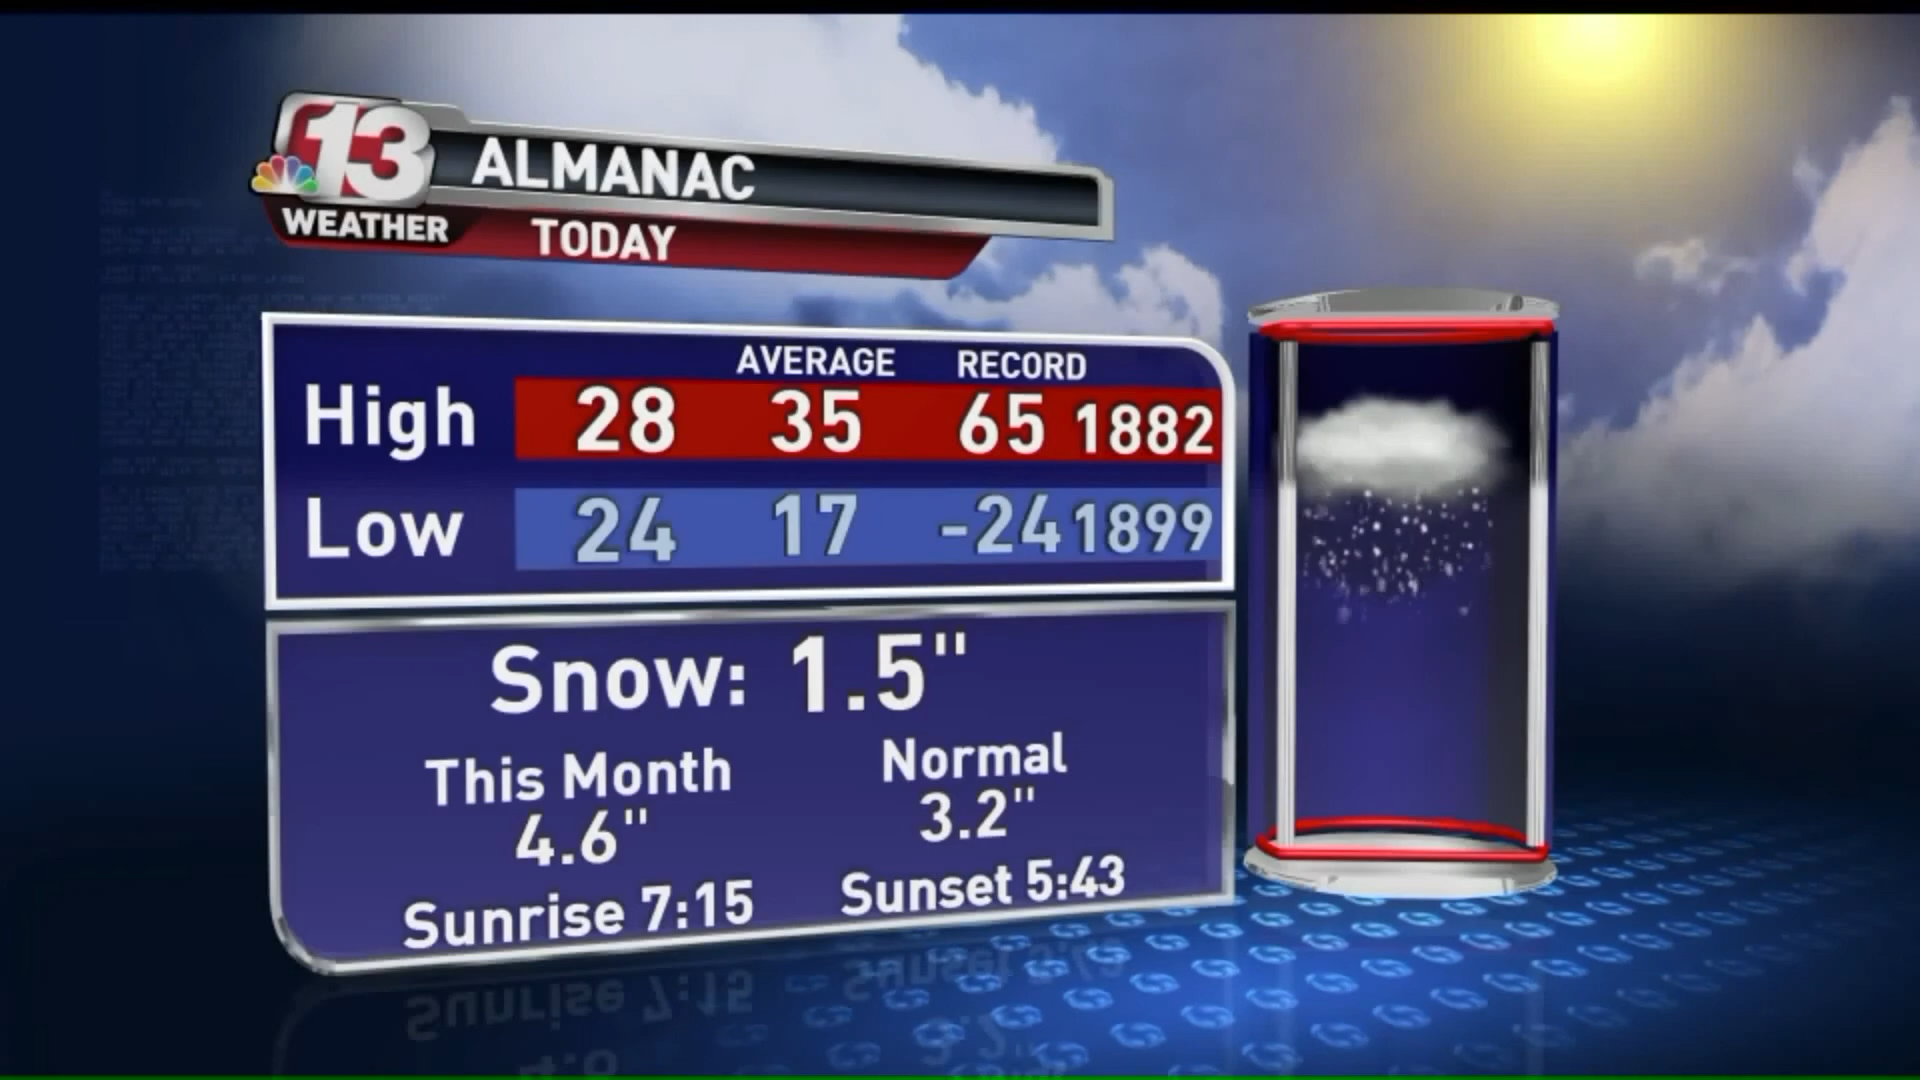 13 ALMANAC
WEATHER TODAY
AVERAGE RECORD
High 28 35 65 1882
Low 24 17 -24 1899
Snow: 1.5"
This Month Normal
4.6" 3.2"
Sunrise 7:15 Sunset 5:43